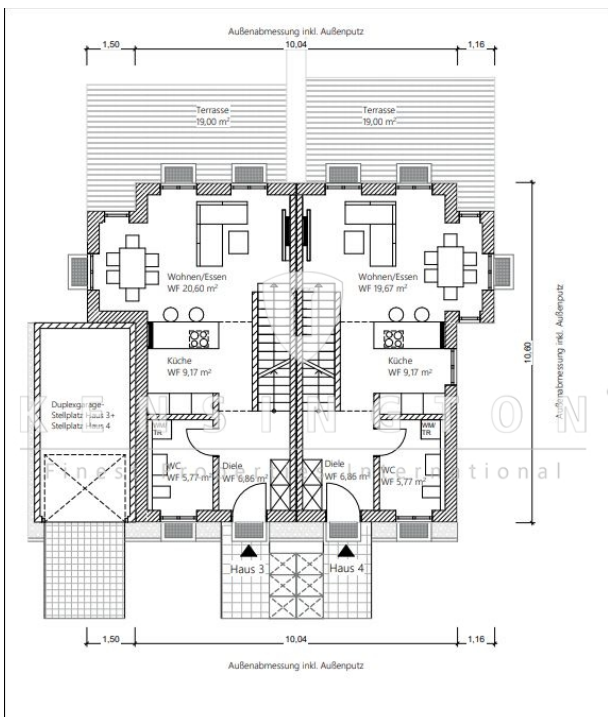 Außenabmessung inkl. Außenputz
1,50 10,04 1,16
Terrasse
19,00 m²
Terrasse
19,00 m²
Wohnen/Essen
WF 20,60 m²
Wohnen/Essen
WF 19,67 m²
Küche
WF 9,17 m²
Küche
WF 9,17 m²
10,60
Außenabmessung inkl. Außenputz
Duplexgarage-
Stellplatz Haus 3+
Stellplatz Haus 4
KENSINGTON
Finest Properties International
WM/
TR
WM/
TR
WC
WF 5,77 m²
Diele
WF 6,86 m²
Diele
WF 6,86 m²
WC
WF 5,77 m²
Haus 3
Haus 4
1,50 10,04 1,16
Außenabmessung inkl. Außenputz